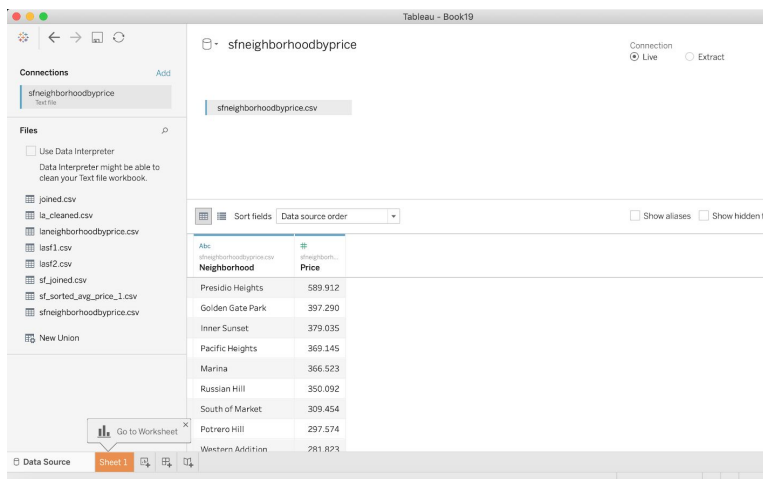 Tableau - Book19
Connections
Add
sfneighborhoodbyprice
Text file
Files
Use Data Interpreter
Data Interpreter might be able to
clean your Text file workbook.
joined.csv
la_cleaned.csv
laneighborhoodbyprice.csv
lasf1.csv
lasf2.csv
sf_joined.csv
sf_sorted_avg_price_1.csv
sfneighborhoodbyprice.csv
New Union
Go to Worksheet
sfneighborhoodbyprice
Connection
Live
Extract
sfneighborhoodbyprice.csv
Sort fields
Data source order
Show aliases
Show hidden f
Abc #
sfneighborhoodbyprice.csv sfneighborh...
Neighborhood Price
Presidio Heights 589.912
Golden Gate Park 397.290
Inner Sunset 379.035
Pacific Heights 369.145
Marina 366.523
Russian Hill 350.092
South of Market 309.454
Potrero Hill 297.574
Western Addition 281.823
Data Source
Sheet 1